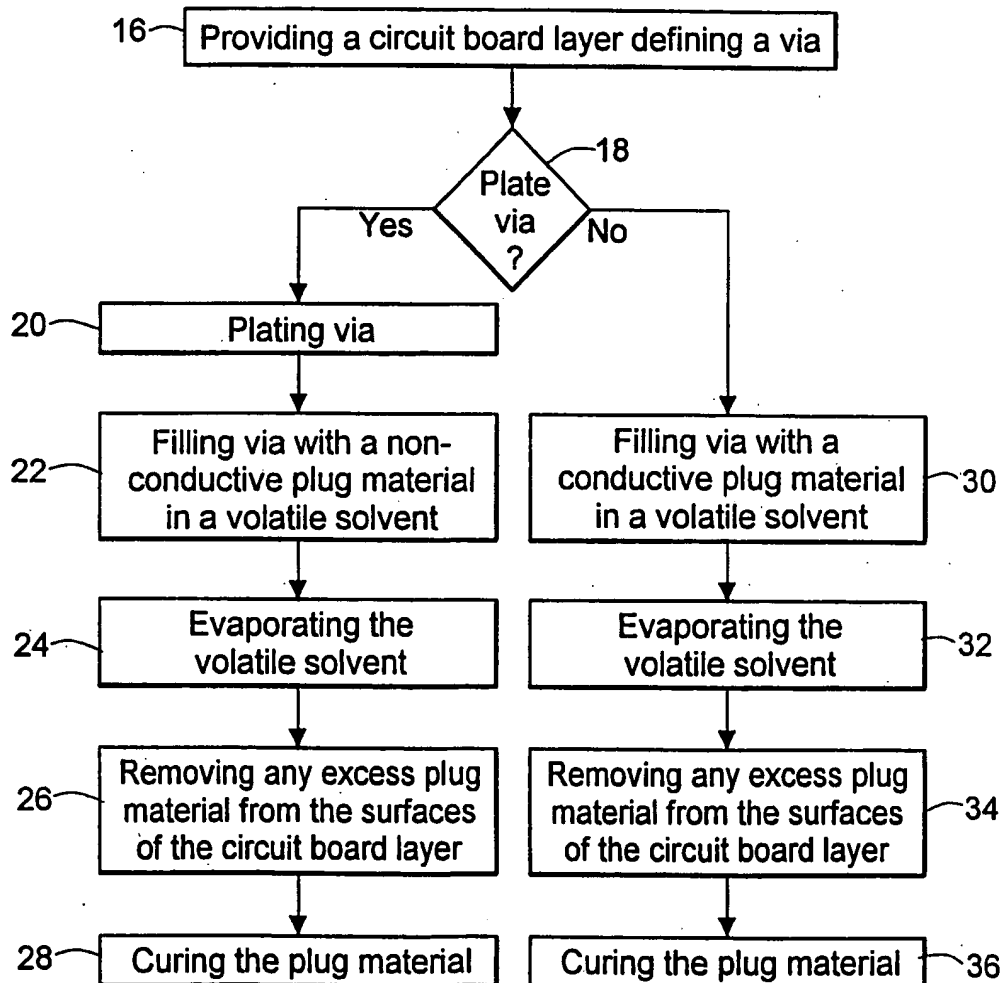 16
Providing a circuit board layer defining a via
18
Plate
via
?
Yes
No
20
Plating via
22
Filling via with a non-
conductive plug material
in a volatile solvent
Filling via with a
conductive plug material
in a volatile solvent
30
24
Evaporating the
volatile solvent
Evaporating the
volatile solvent
32
26
Removing any excess plug
material from the surfaces
of the circuit board layer
Removing any excess plug
material from the surfaces
of the circuit board layer
34
28
Curing the plug material
Curing the plug material
36